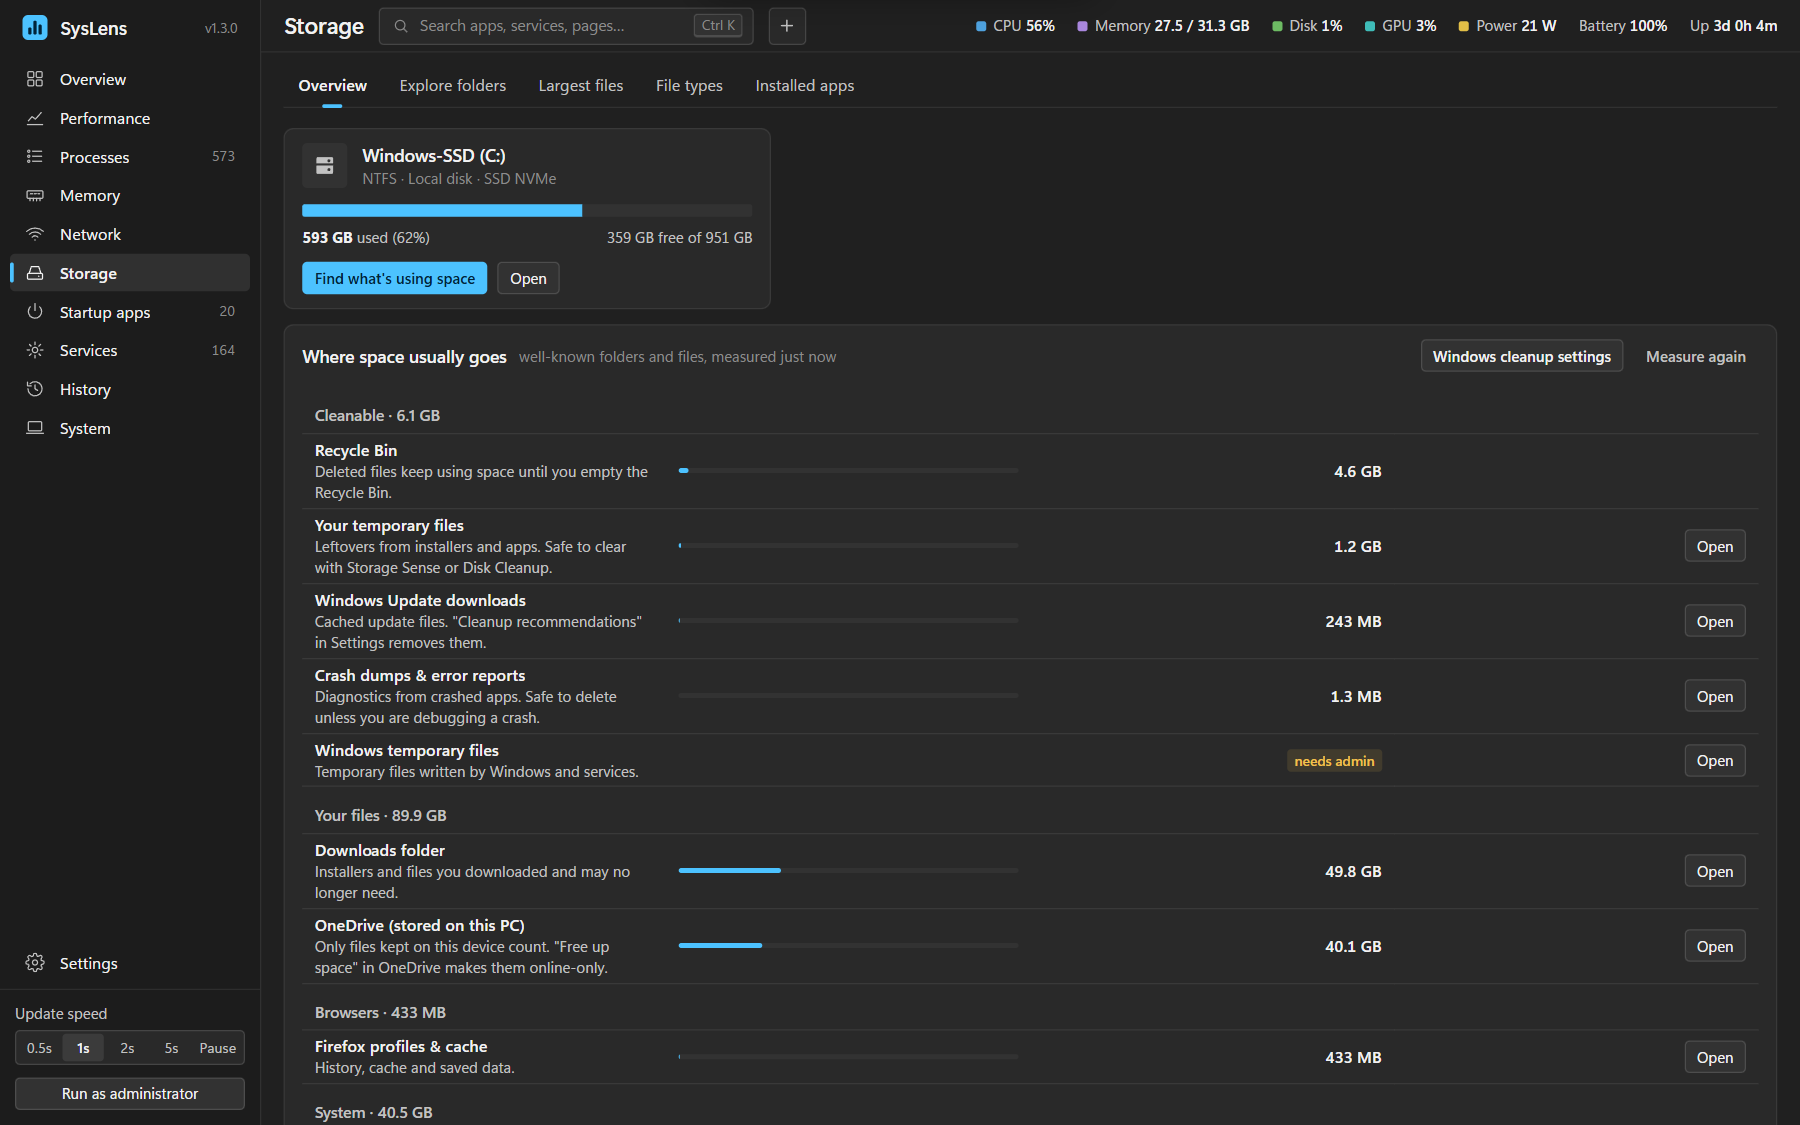 SysLens v1.3.0
Overview
Performance
Processes 573
Memory
Network
Storage
Startup apps 20
Services 164
History
System
Settings
Update speed
0.5s 1s 2s 5s Pause
Run as administrator
Storage Search apps, services, pages... Ctrl K + CPU 56% Memory 27.5 / 31.3 GB Disk 1% GPU 3% Power 21 W Battery 100% Up 3d 0h 4m
Overview Explore folders Largest files File types Installed apps
Windows-SSD (C:)
NTFS · Local disk · SSD NVMe
593 GB used (62%) 359 GB free of 951 GB
Find what's using space Open
Where space usually goes well-known folders and files, measured just now Windows cleanup settings Measure again
Cleanable · 6.1 GB
Recycle Bin
Deleted files keep using space until you empty the
Recycle Bin.
4.6 GB
Your temporary files
Leftovers from installers and apps. Safe to clear
with Storage Sense or Disk Cleanup.
1.2 GB Open
Windows Update downloads
Cached update files. "Cleanup recommendations"
in Settings removes them.
243 MB Open
Crash dumps & error reports
Diagnostics from crashed apps. Safe to delete
unless you are debugging a crash.
1.3 MB Open
Windows temporary files
Temporary files written by Windows and services.
needs admin Open
Your files · 89.9 GB
Downloads folder
Installers and files you downloaded and may no
longer need.
49.8 GB Open
OneDrive (stored on this PC)
Only files kept on this device count. "Free up
space" in OneDrive makes them online-only.
40.1 GB Open
Browsers · 433 MB
Firefox profiles & cache
History, cache and saved data.
433 MB Open
System · 40.5 GB